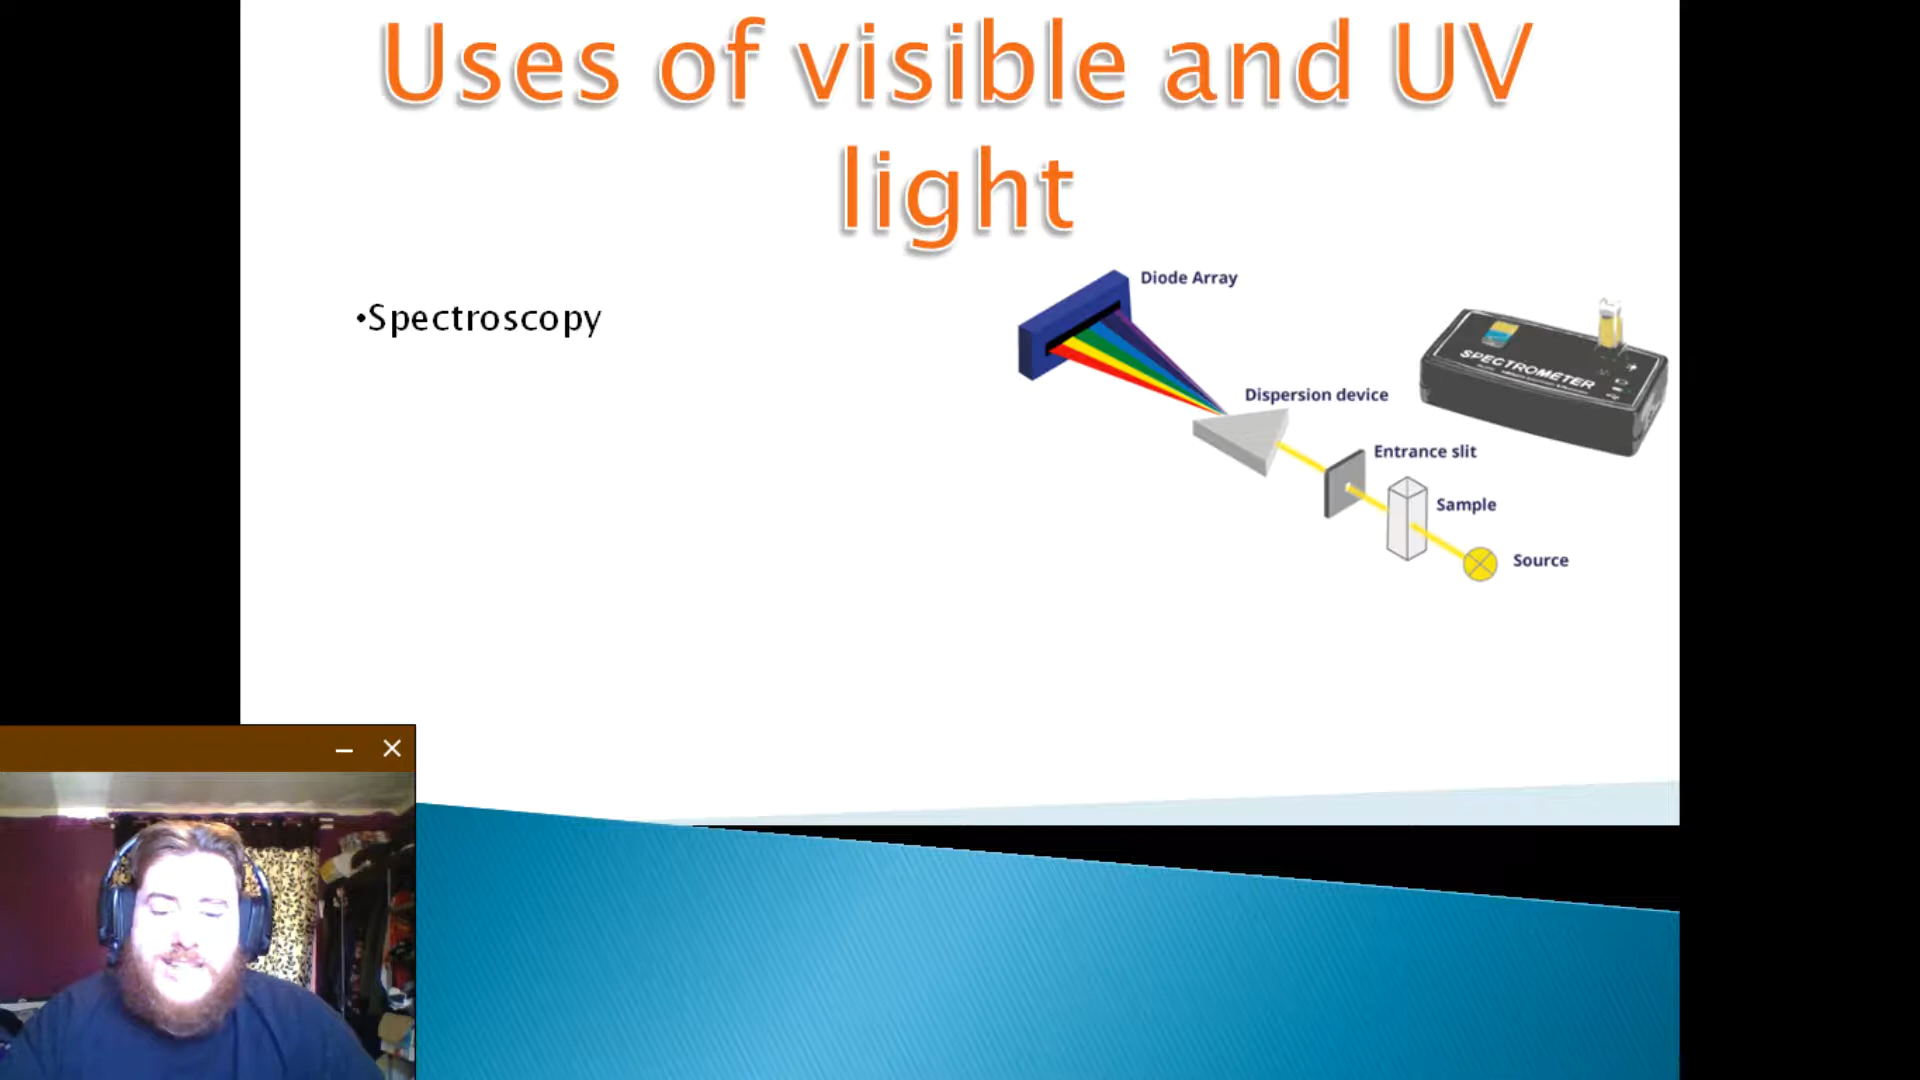 Uses of visible and UV
light
•Spectroscopy
Diode Array
Dispersion device
SPECTROMETER
Entrance slit
Sample
Source